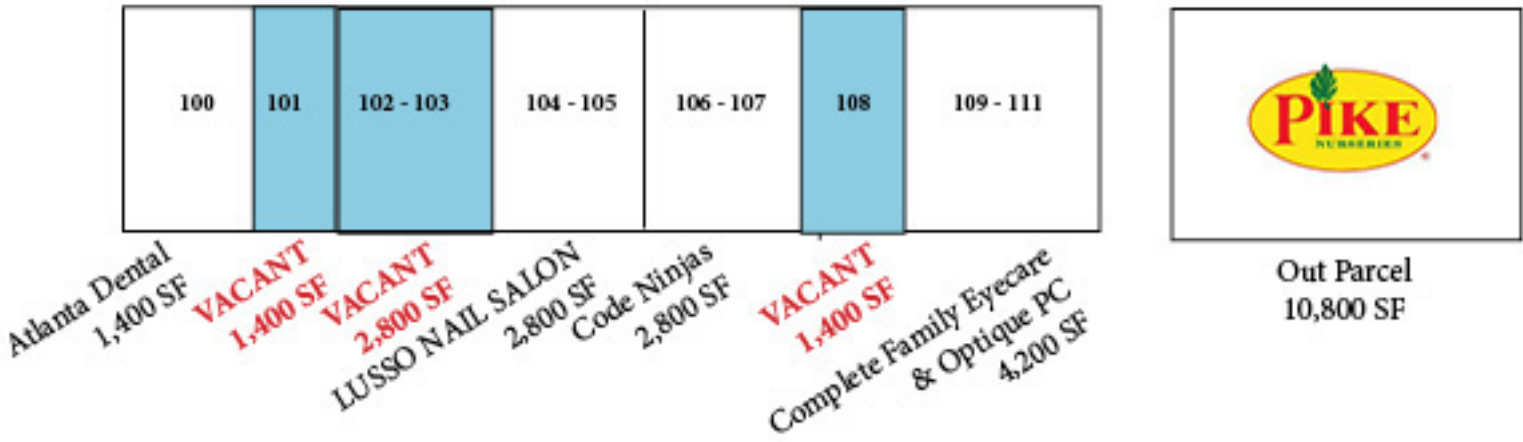 100
101
102 - 103
104 - 105
106 - 107
108
109 - 111
PIKE
NURSERIES
Atlanta Dental
1,400 SF
VACANT
1,400 SF
VACANT
2,800 SF
LUSSO NAIL SALON
2,800 SF
Code Ninjas
2,800 SF
VACANT
1,400 SF
Complete Family Eyecare
& Optique PC
4,200 SF
Out Parcel
10,800 SF